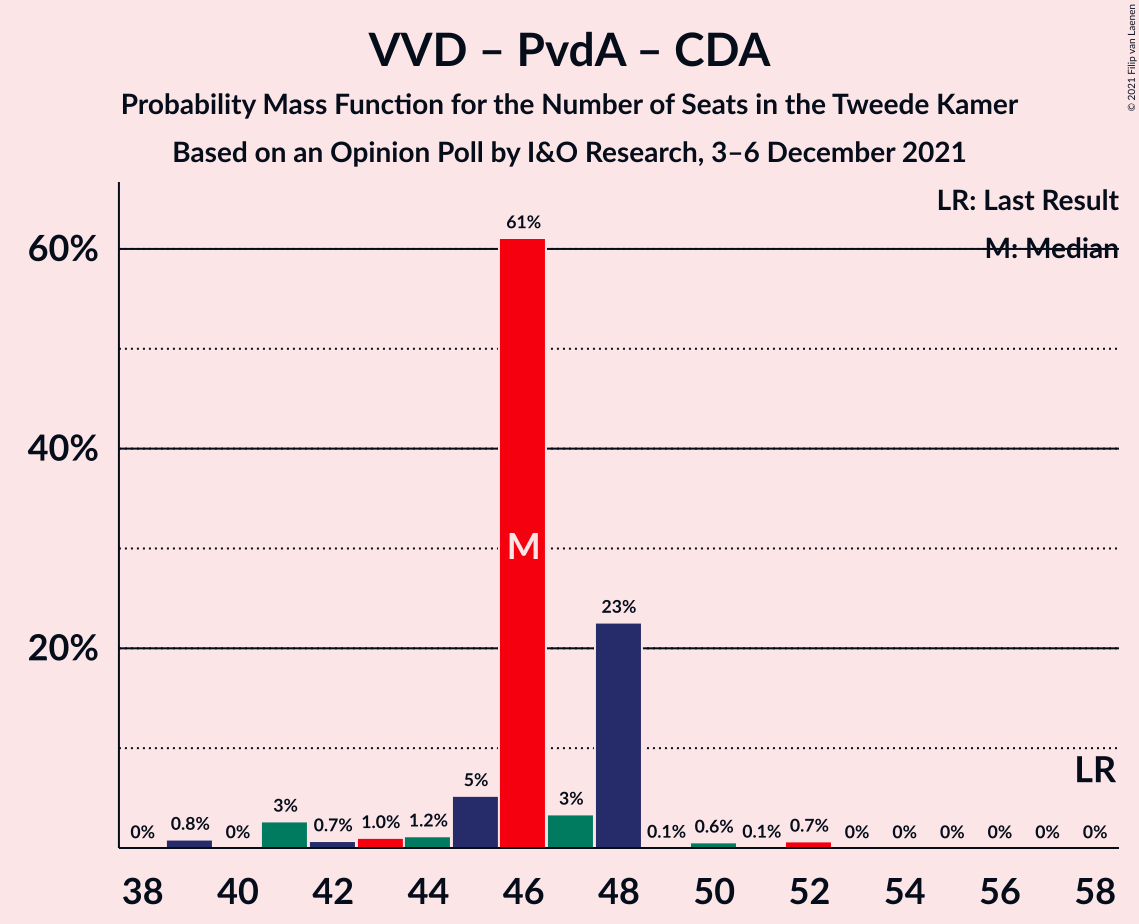 VVD – PvdA – CDA
Probability Mass Function for the Number of Seats in the Tweede Kamer
Based on an Opinion Poll by I&O Research, 3–6 December 2021
© 2021 Filip van Laenen
LR: Last Result
M: Median
60%
40%
20%
0% 0.8% 0% 3% 0.7% 1.0% 1.2% 5% 61% 3% 23% 0.1% 0.6% 0.1% 0.7% 0% 0% 0% 0% 0% 0%
M
LR
38 40 42 44 46 48 50 52 54 56 58